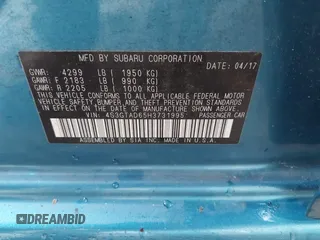 MFD BY SUBARU CORPORATION
GVWR: 4299 LB ( 1950 KG) DATE: 04/17
GAWR: F 2183 LB ( 990 KG)
GAWR: R 2205 LB ( 1000 KG)
THIS VEHICLE CONFORMS TO ALL APPLICABLE FEDERAL MOTOR
VEHICLE SAFETY, BUMPER, AND THEFT PREVENTION STANDARDS
IN EFFECT ON THE DATE OF MANUFACTURE SHOWN ABOVE.
VIN: 4S3GTAD65H3731995 PASSENGER CAR
ASSEMBLED BY SIA INC. MADE IN U.S.A.
DREAMBID